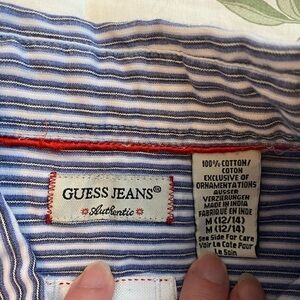 GUESS JEANS®
Authentic
100% COTTON/
COTON
EXCLUSIVE OF
ORNAMENTATIONS
AUSSER
VERZIERUNGEN
MADE IN INDIA
FABRIQUE EN INDE
M (12/14)
M (12/14)
See Side For Care
Voir La Cote Pour
Le Soin